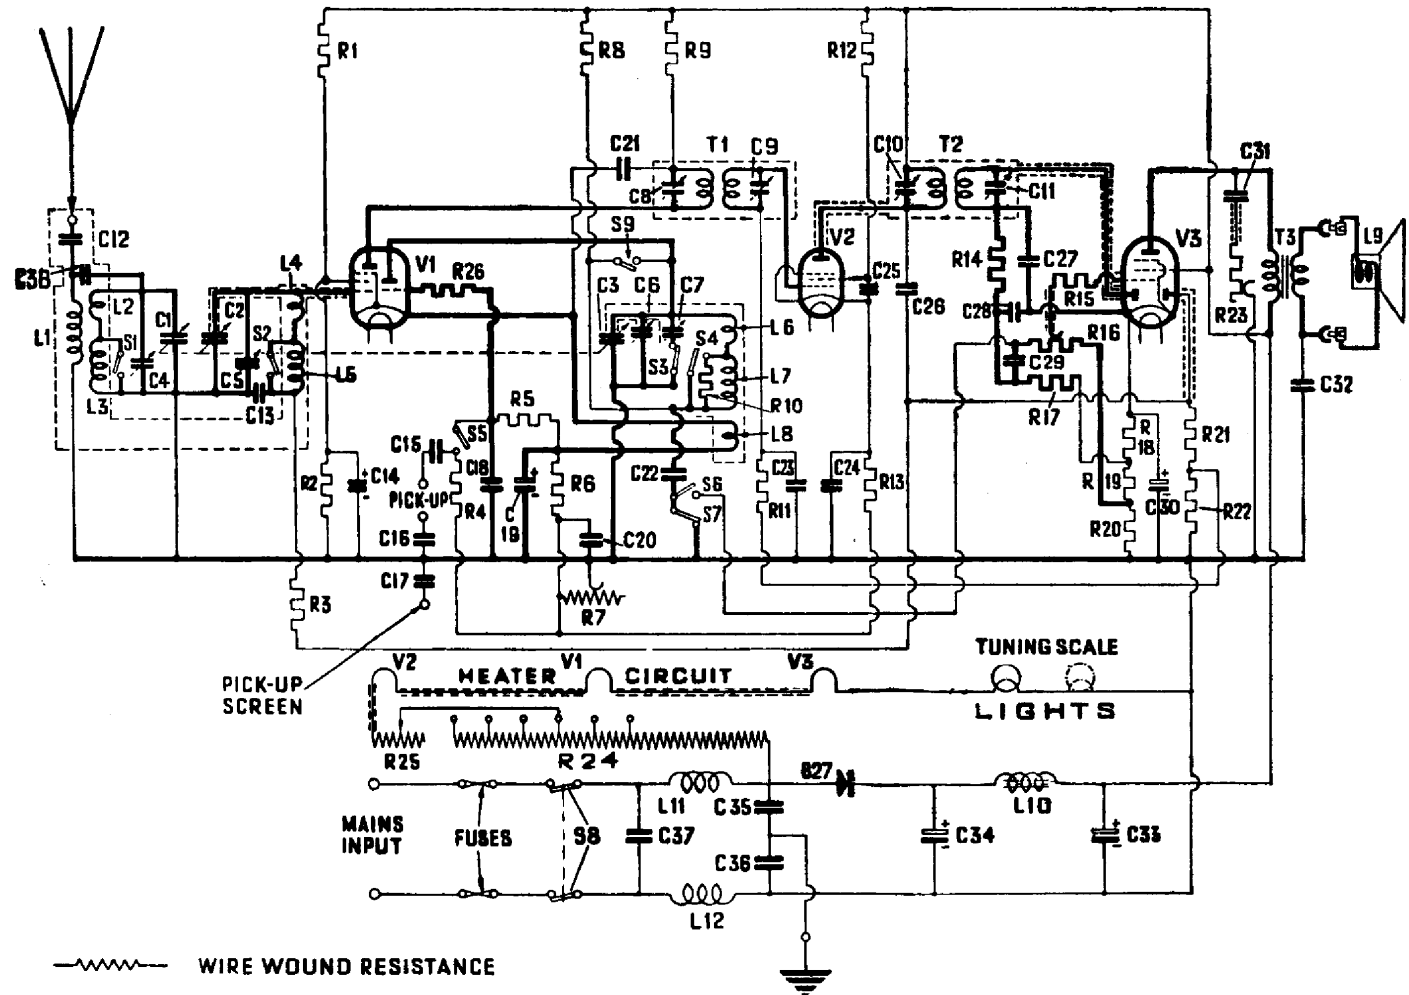 R1
R8
R9
R12
C21
T1
C9
C10
T2
C31
C8
C11
C12
S9
V2
V3
L9
T3
C38
L4
V1
R26
R14
C27
C25
L2
C1
C2
C3
C6
C7
C26
R15
C28
R23
L1
S1
S2
S4
L6
R16
C4
C5
L5
S3
L7
C29
C32
L3
C13
R10
R17
R5
L8
C15
S5
R
18
R21
R2
C14
C18
R6
C22
C23
C24
R13
PICK-UP
S6
R
19
R4
C
19
S7
R11
C30
R22
C16
C20
R20
C17
R3
R7
V2
HEATER
V1
CIRCUIT
V3
TUNING SCALE
LIGHTS
PICK-UP
SCREEN
R25
R24
B27
L11
C35
L10
MAINS
INPUT
FUSES
S8
C37
C34
C33
C36
L12
WIRE WOUND RESISTANCE